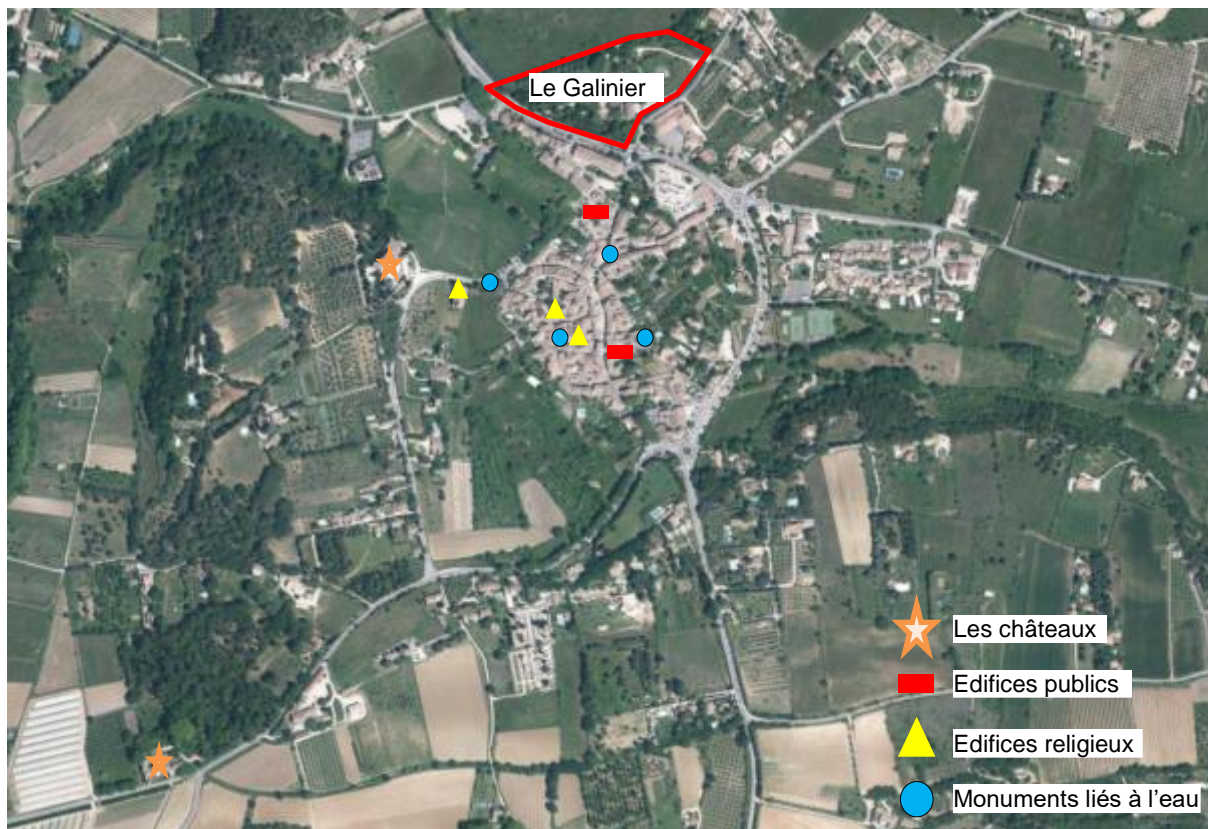 Le Galinier
Les châteaux
Edifices publics
Edifices religieux
Monuments liés à l'eau